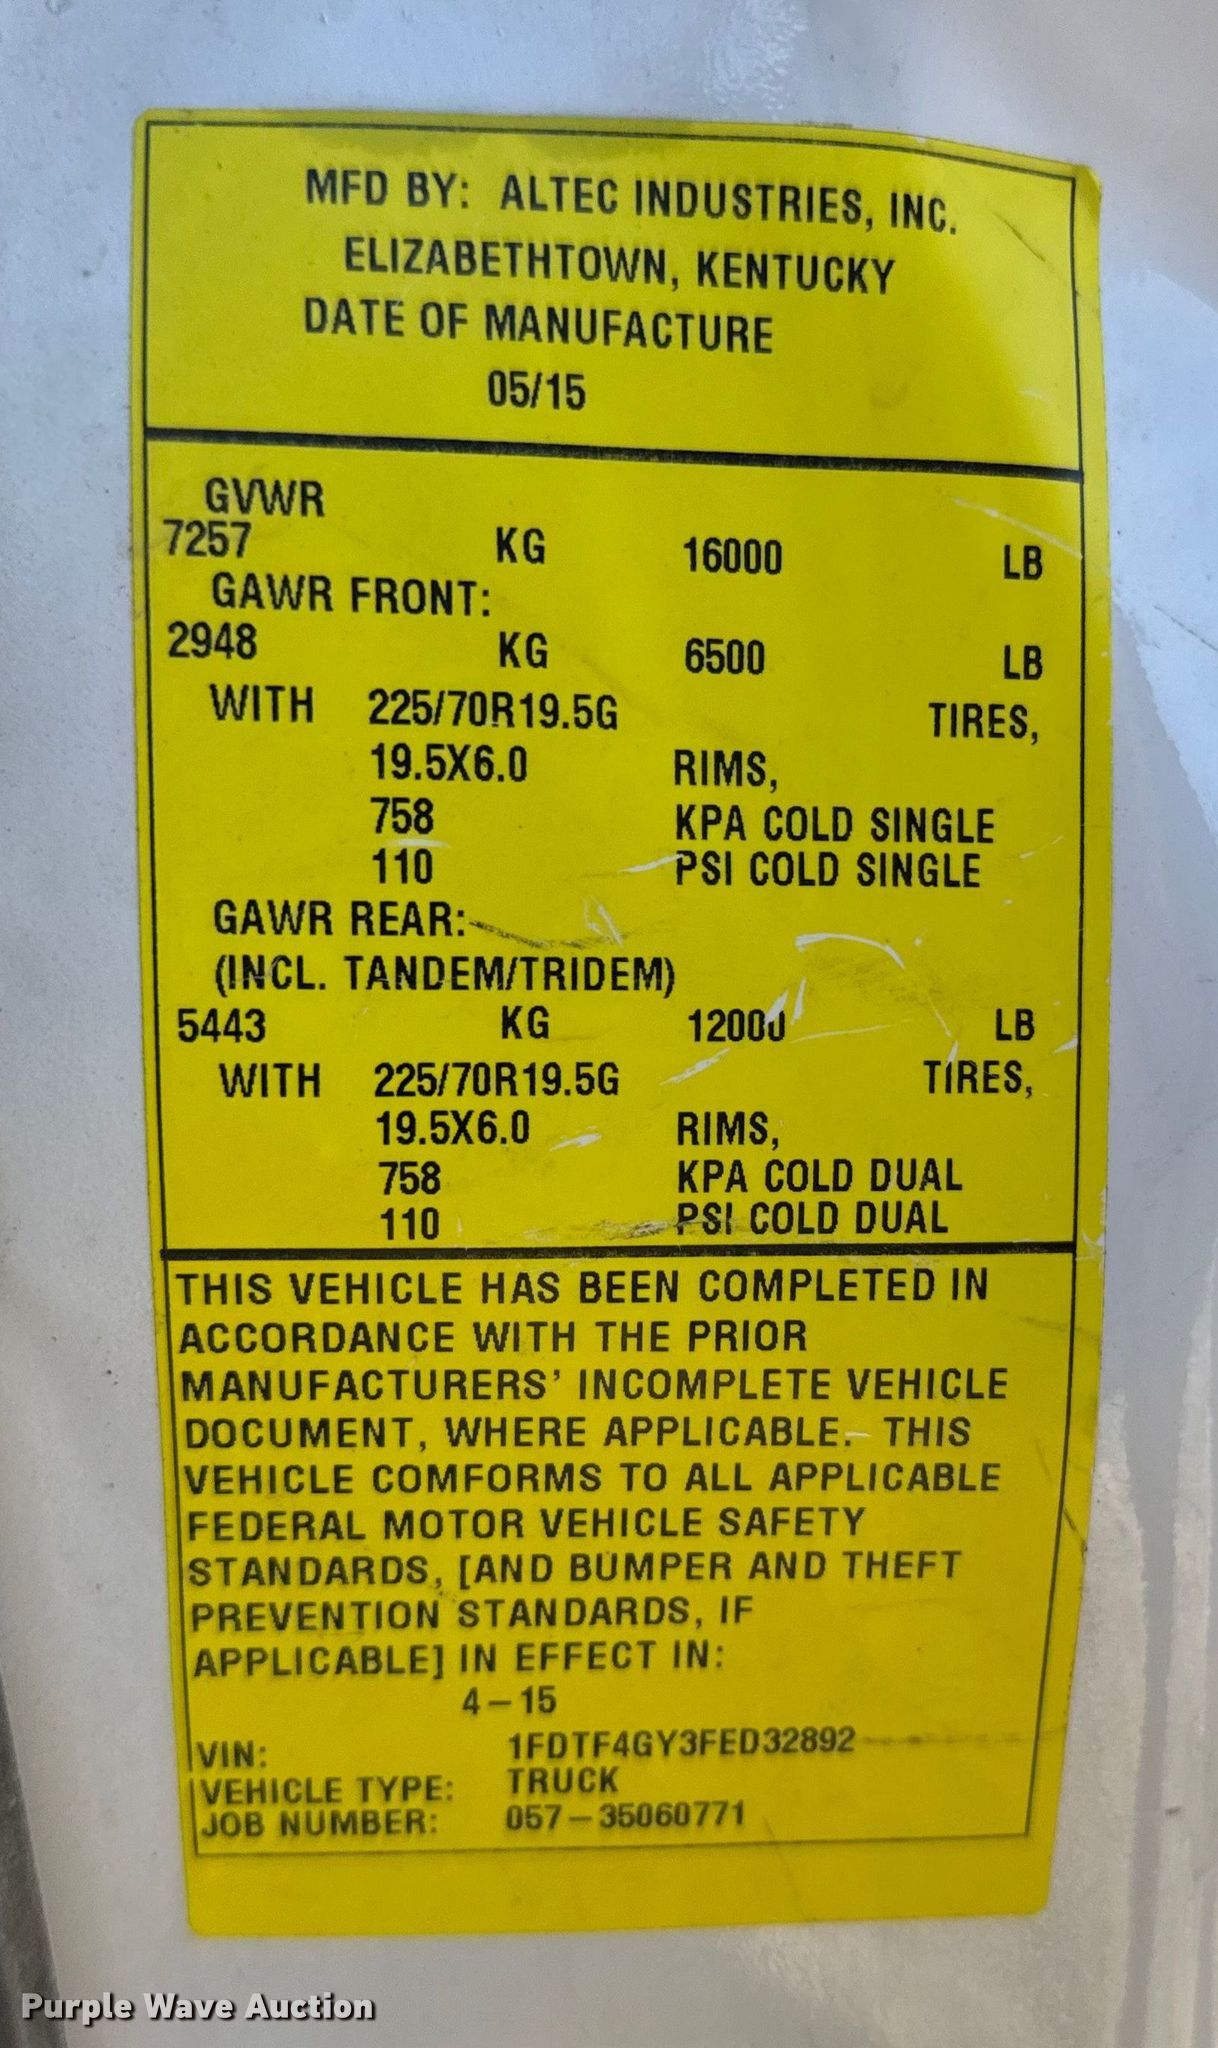 MFD BY: ALTEC INDUSTRIES, INC.
ELIZABETHTOWN, KENTUCKY
DATE OF MANUFACTURE
05/15
GVWR
7257 KG 16000 LB
GAWR FRONT:
2948 KG 6500 LB
WITH 225/70R19.5G TIRES,
19.5X6.0 RIMS,
758 KPA COLD SINGLE
110 PSI COLD SINGLE
GAWR REAR:
(INCL. TANDEM/TRIDEM)
5443 KG 12000 LB
WITH 225/70R19.5G TIRES,
19.5X6.0 RIMS,
758 KPA COLD DUAL
110 PSI COLD DUAL
THIS VEHICLE HAS BEEN COMPLETED IN
ACCORDANCE WITH THE PRIOR
MANUFACTURERS' INCOMPLETE VEHICLE
DOCUMENT, WHERE APPLICABLE. THIS
VEHICLE COMFORMS TO ALL APPLICABLE
FEDERAL MOTOR VEHICLE SAFETY
STANDARDS, [AND BUMPER AND THEFT
PREVENTION STANDARDS, IF
APPLICABLE] IN EFFECT IN:
4-15
VIN: 1FDTF4GY3FED32892
VEHICLE TYPE: TRUCK
JOB NUMBER: 057-35060771
Purple Wave Auction